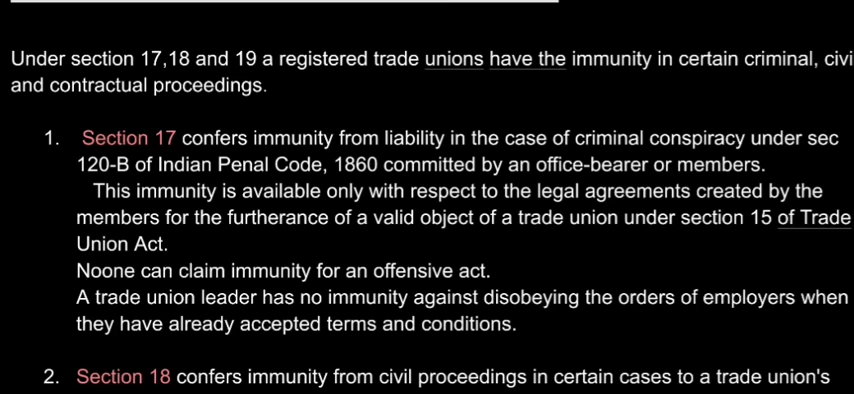 Under section 17,18 and 19 a registered trade unions have the immunity in certain criminal, civi
and contractual proceedings.
1. Section 17 confers immunity from liability in the case of criminal conspiracy under sec
120-B of Indian Penal Code, 1860 committed by an office-bearer or members.
This immunity is available only with respect to the legal agreements created by the
members for the furtherance of a valid object of a trade union under section 15 of Trade
Union Act.
Noone can claim immunity for an offensive act.
A trade union leader has no immunity against disobeying the orders of employers when
they have already accepted terms and conditions.
2. Section 18 confers immunity from civil proceedings in certain cases to a trade union's